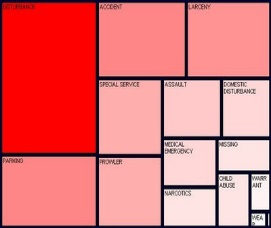 DISTURBANCE
ACCIDENT
LARCENY
SPECIAL SERVICE
ASSAULT
DOMESTIC
DISTURBANCE
PARKING
PROWLER
MEDICAL
EMERGENCY
MISSING
NARCOTICS
CHILD
ABUSE
WARR
ANT
WEA
P